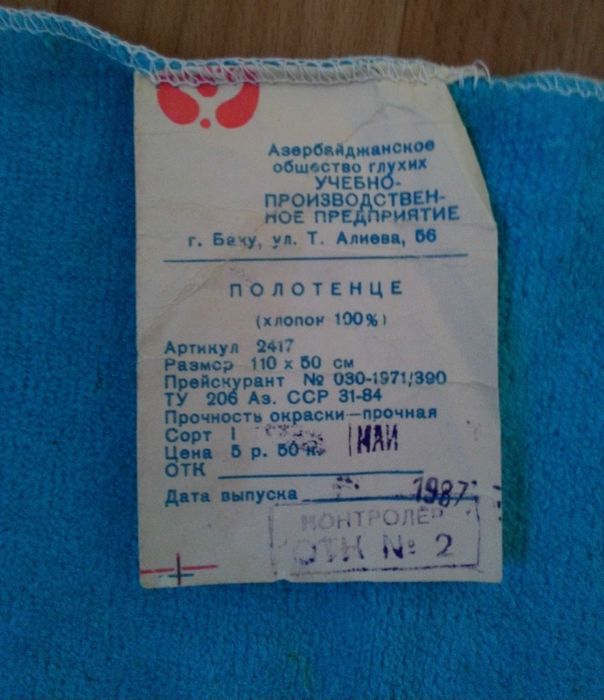 Азербайджанское
общество глухих
УЧЕБНО-
ПРОИЗВОДСТВЕН-
НОЕ ПРЕДПРИЯТИЕ
г. Баку, ул. Т. Алиева, 56
ПОЛОТЕНЦЕ
(хлопок 100%)
Артикул 2417
Размер 110 х 50 см
Прейскурант № 030-1971/390
ТУ 206 Аз. ССР 31-84
Прочность окраски—прочная
Сорт I
МАЙ
Цена 5 р. 50 к.
ОТК
Дата выпуска 1987
КОНТРОЛЕР
ОТК № 2